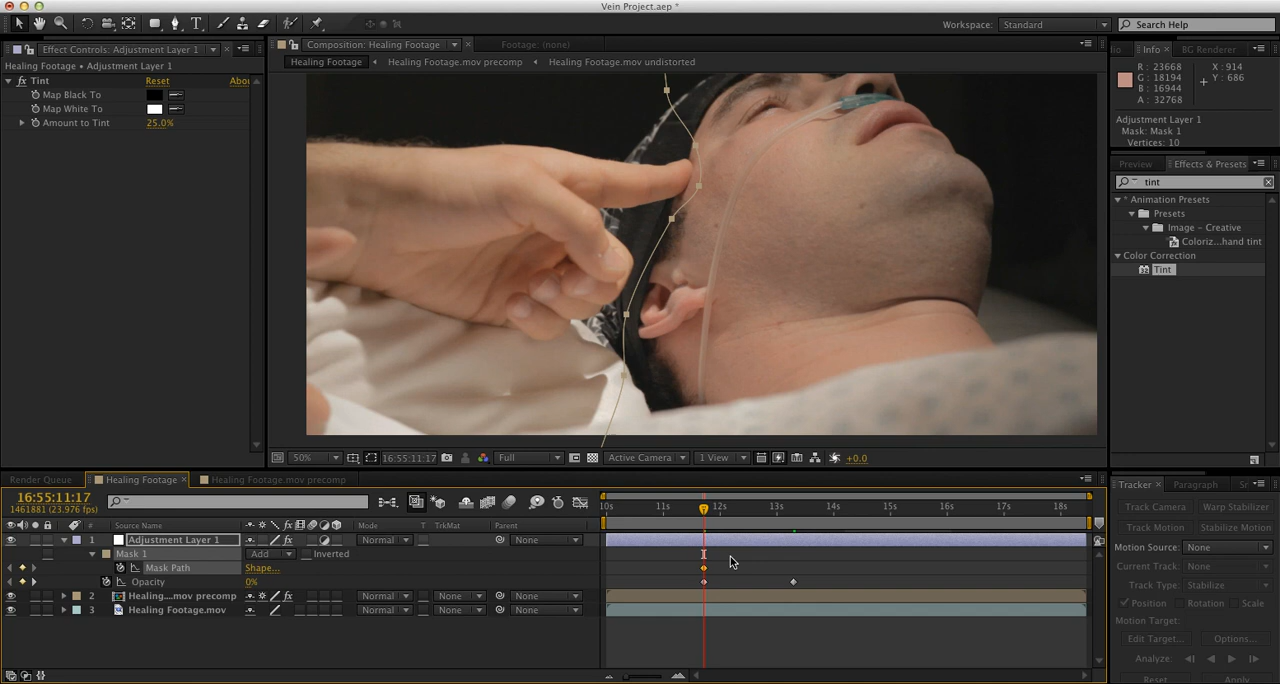 Vein Project.aep *
Workspace: Standard
Search Help
Effect Controls: Adjustment Layer 1
Composition: Healing Footage
Footage: (none)
Info
BG Renderer
Healing Footage • Adjustment Layer 1
Healing Footage
Healing Footage.mov precomp
Healing Footage.mov undistorted
fx Tint
Reset
Abou
Map Black To
Map White To
Amount to Tint
25.0%
R : 23668
G : 18194
B : 16944
A : 32768
X : 914
Y : 686
Adjustment Layer 1
Mask: Mask 1
Vertices: 10
Preview
Effects & Presets
tint
* Animation Presets
Presets
Image – Creative
Coloriz...hand tint
Color Correction
Tint
50%
16:55:11:17
Full
Active Camera
1 View
+0.0
Render Queue
Healing Footage
Healing Footage.mov precomp
Tracker
Paragraph
16:55:11:17
1461881 (23.976 fps)
10s
11s
12s
13s
14s
15s
16s
17s
18s
Track Camera
Warp Stabilizer
Track Motion
Stabilize Motion
Motion Source: None
Current Track: None
Track Type: Stabilize
Position
Rotation
Scale
Motion Target:
Edit Target...
Options...
Analyze:
Reset
Apply
#
Source Name
Mode
T
TrkMat
Parent
1
Adjustment Layer 1
Normal
None
Mask 1
Add
Inverted
Mask Path
Shape...
Opacity
0%
2
Healing....mov precomp
Normal
None
None
3
Healing Footage.mov
Normal
None
None